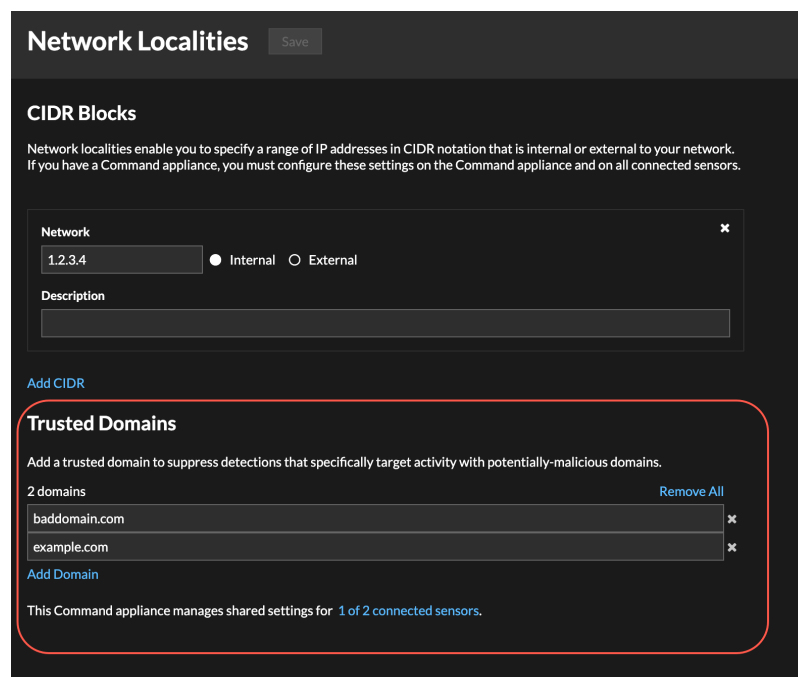 Network Localities
Save
CIDR Blocks
Network localities enable you to specify a range of IP addresses in CIDR notation that is internal or external to your network.
If you have a Command appliance, you must configure these settings on the Command appliance and on all connected sensors.
Network
1.2.3.4
Internal
External
Description
Add CIDR
Trusted Domains
Add a trusted domain to suppress detections that specifically target activity with potentially-malicious domains.
2 domains
Remove All
baddomain.com
example.com
Add Domain
This Command appliance manages shared settings for 1 of 2 connected sensors.